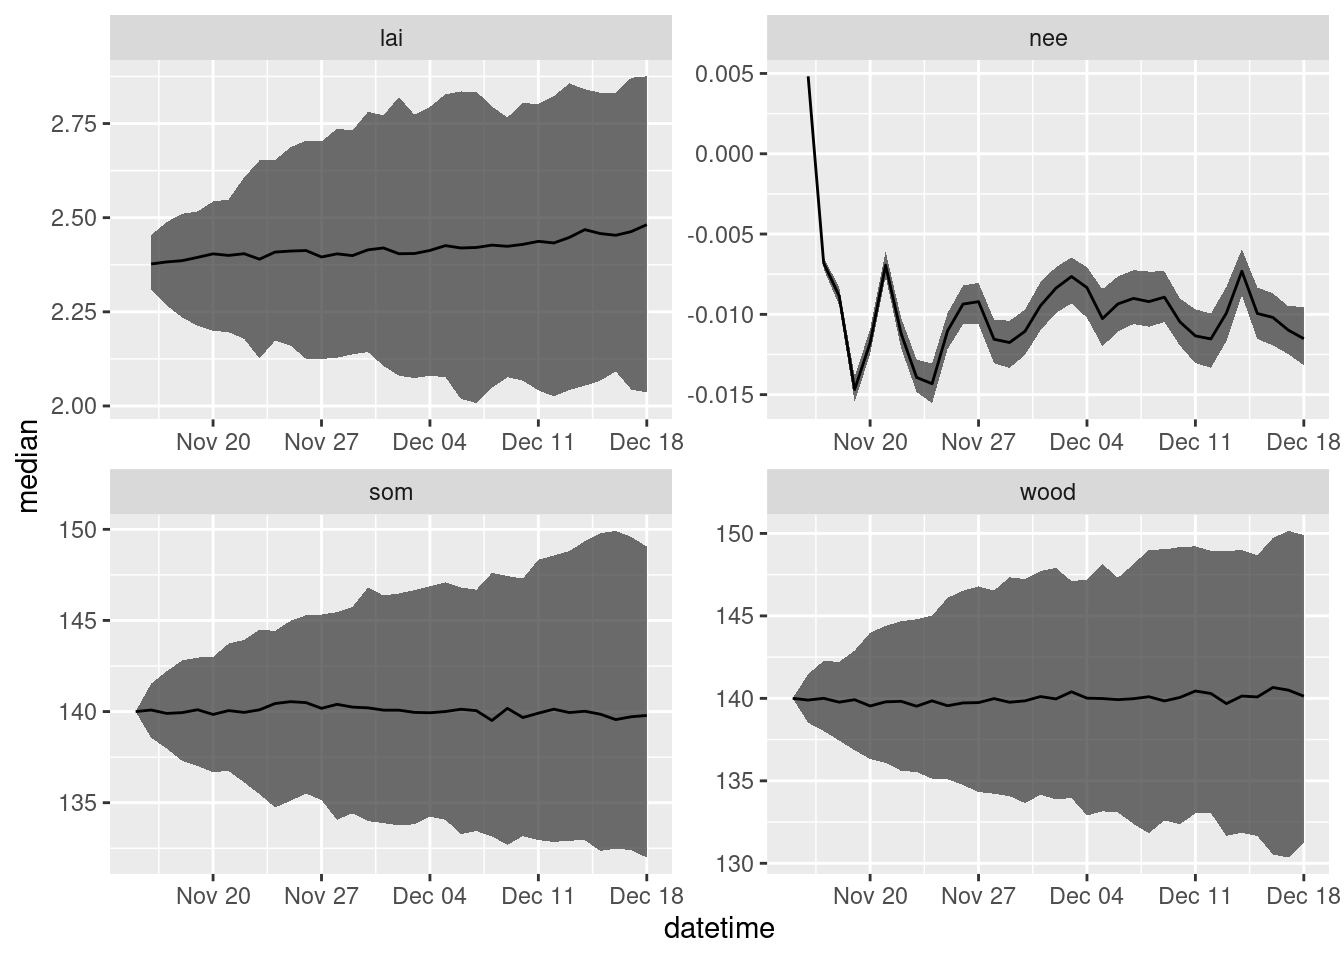 lai
nee
2.75
2.50
2.25
2.00
0.005
0.000
-0.005
-0.010
-0.015
Nov 20 Nov 27 Dec 04 Dec 11 Dec 18
Nov 20 Nov 27 Dec 04 Dec 11 Dec 18
median
som
wood
150
145
140
135
150
145
140
135
130
Nov 20 Nov 27 Dec 04 Dec 11 Dec 18
Nov 20 Nov 27 Dec 04 Dec 11 Dec 18
datetime